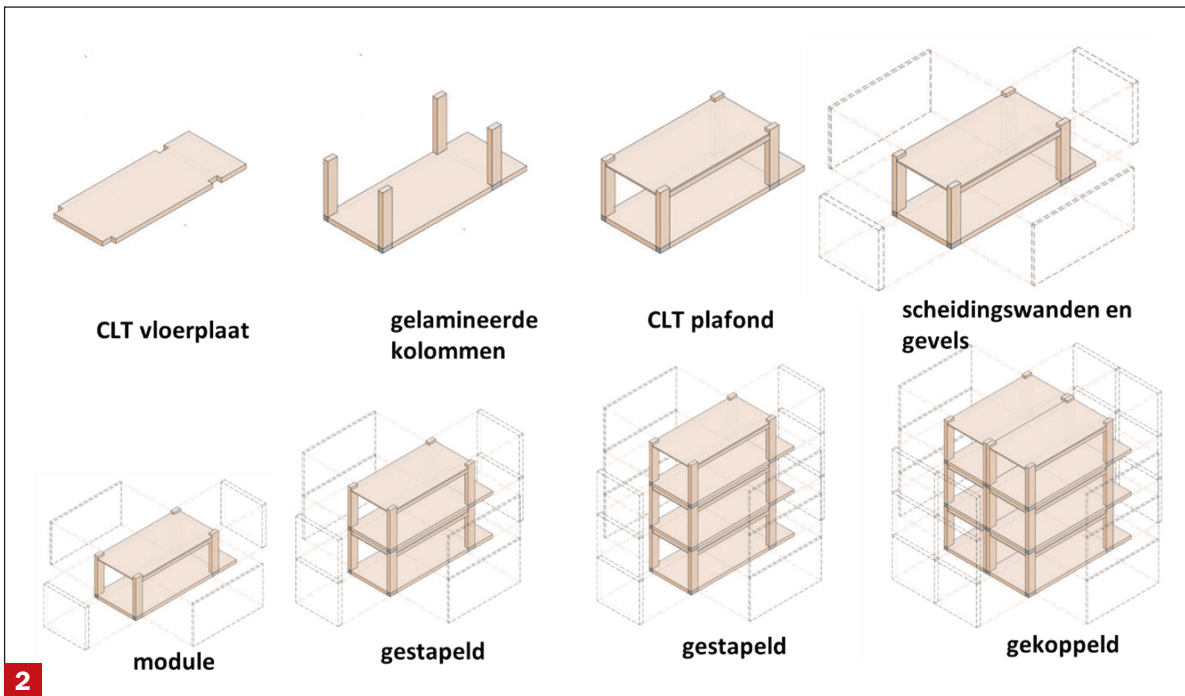 CLT vloerplaat
gelamineerde
kolommen
CLT plafond
scheidingswanden en
gevels
module
gestapeld
gestapeld
gekoppeld
2